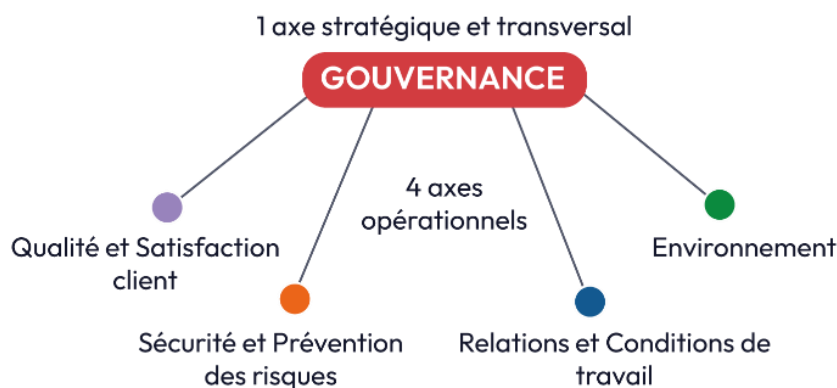 1 axe stratégique et transversal
GOUVERNANCE
4 axes
opérationnels
Qualité et Satisfaction
client
Environnement
Sécurité et Prévention
des risques
Relations et Conditions de
travail